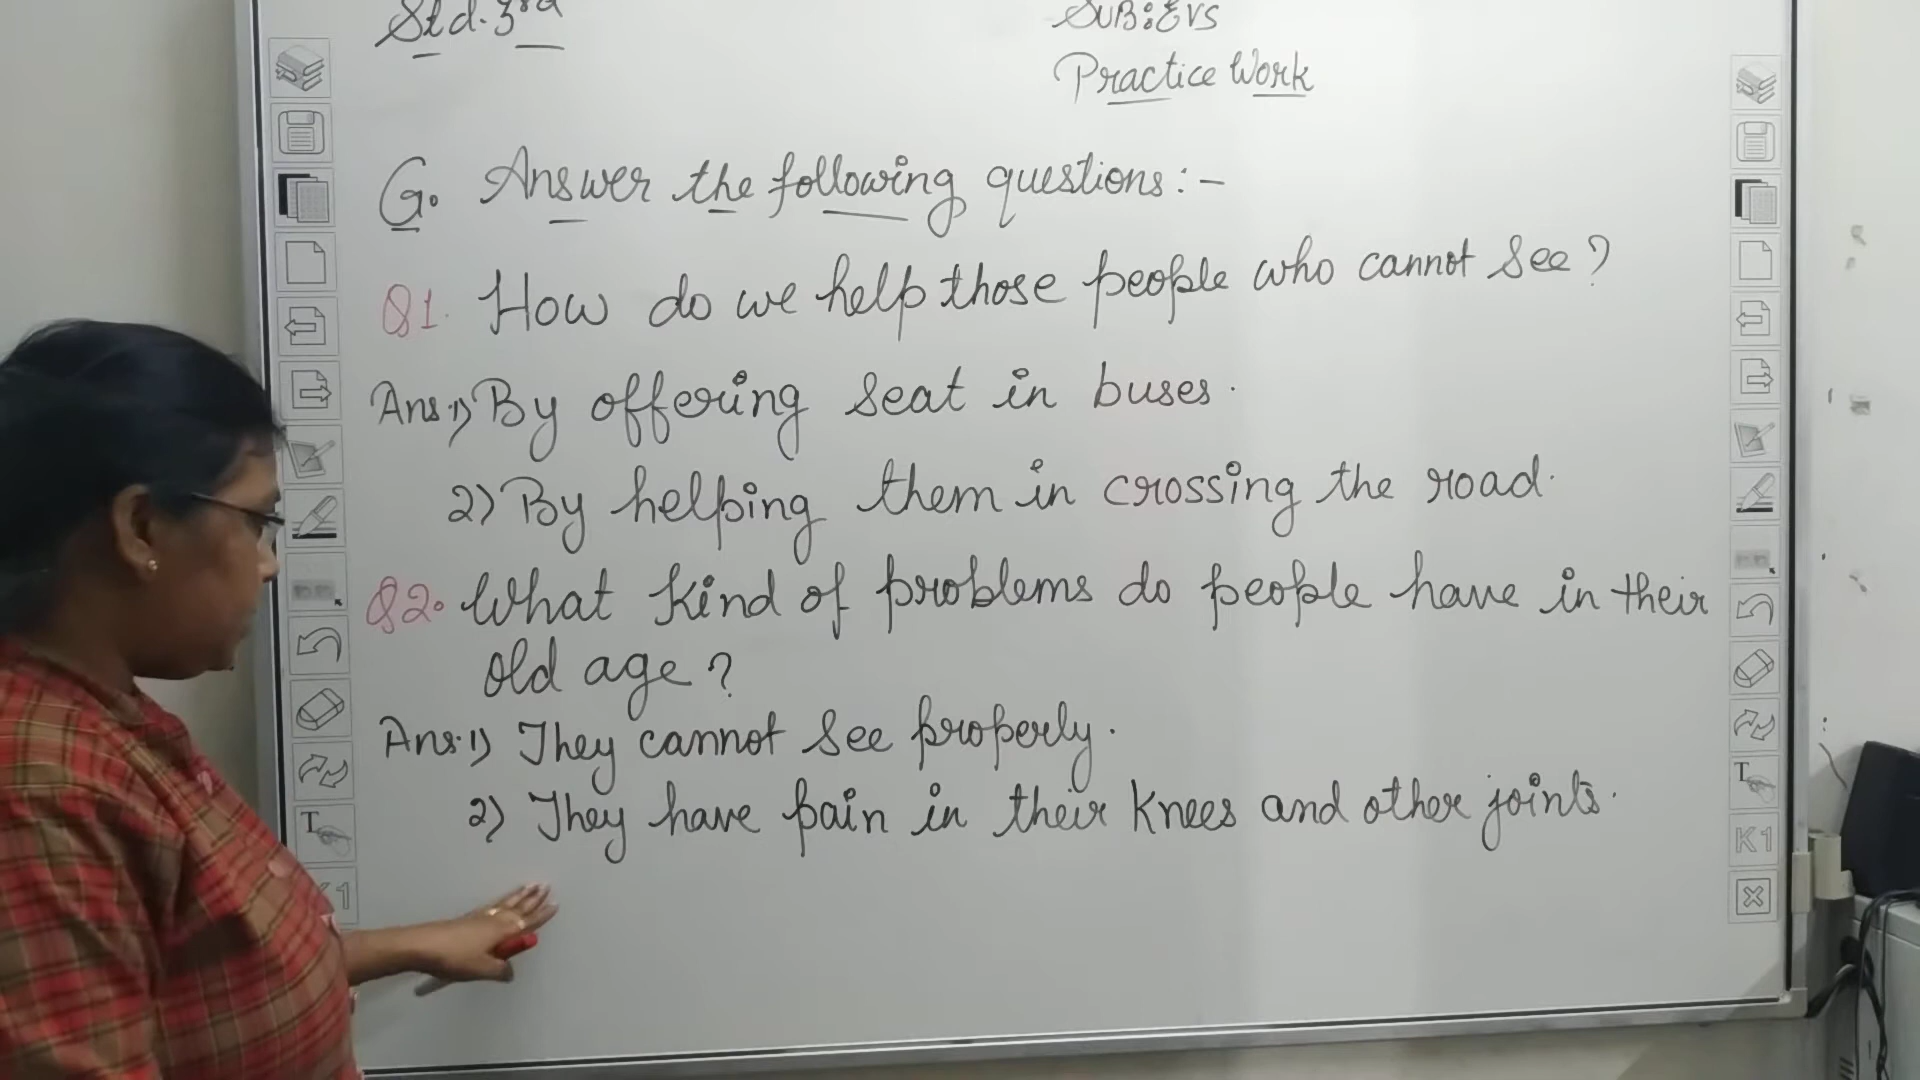 Std. 3rd
SUB: EVS
Practice Work
G. Answer the following questions:-
Q1. How do we help those people who cannot see?
Ans:1) By offering seat in buses.
2) By helping them in crossing the road.
Q2. What kind of problems do people have in their
old age?
Ans:1) They cannot see properly.
2) They have pain in their knees and other joints.
T
K1
T
K1